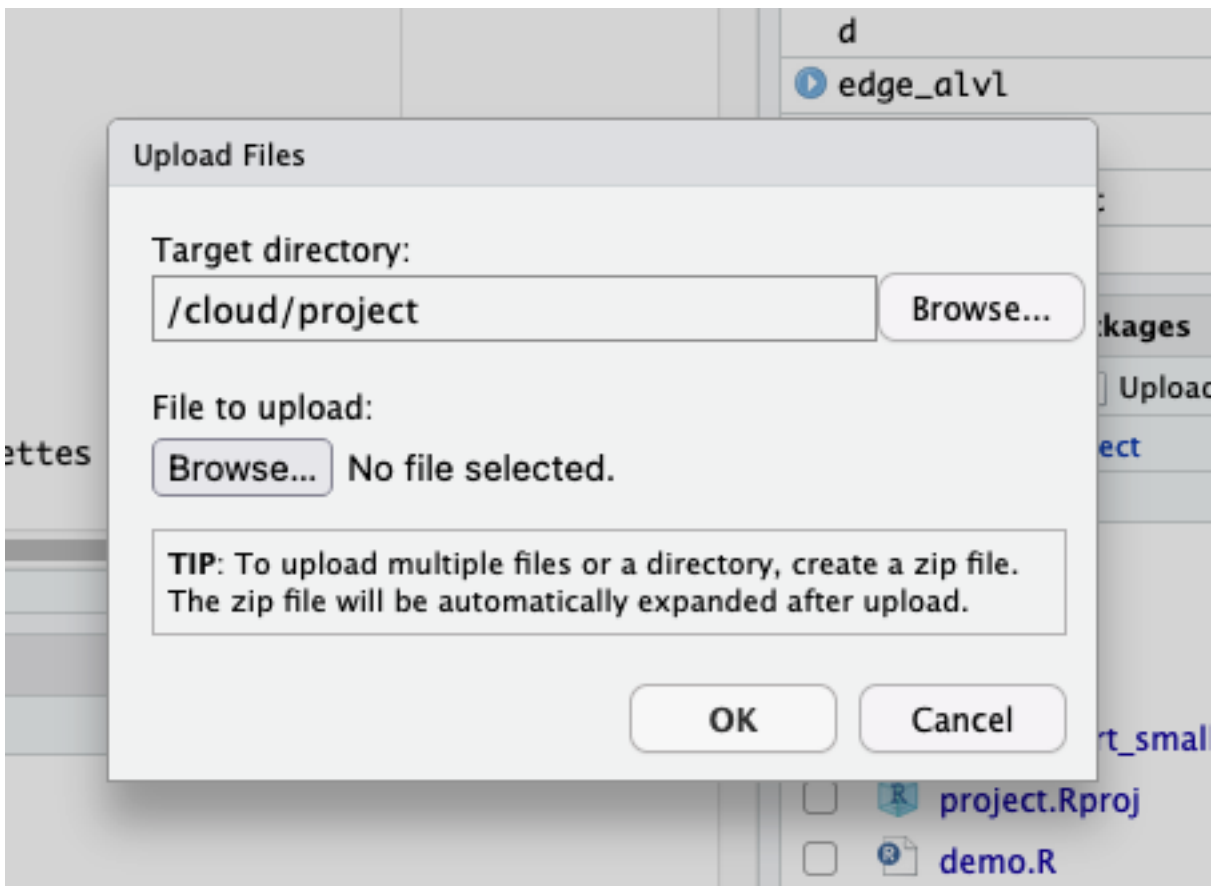 d
edge_alvl
Upload Files
Target directory:
/cloud/project
Browse...
kages
Upload
File to upload:
ettes
Browse...
No file selected.
ect
TIP: To upload multiple files or a directory, create a zip file.
The zip file will be automatically expanded after upload.
OK
Cancel
rt_small
project.Rproj
demo.R